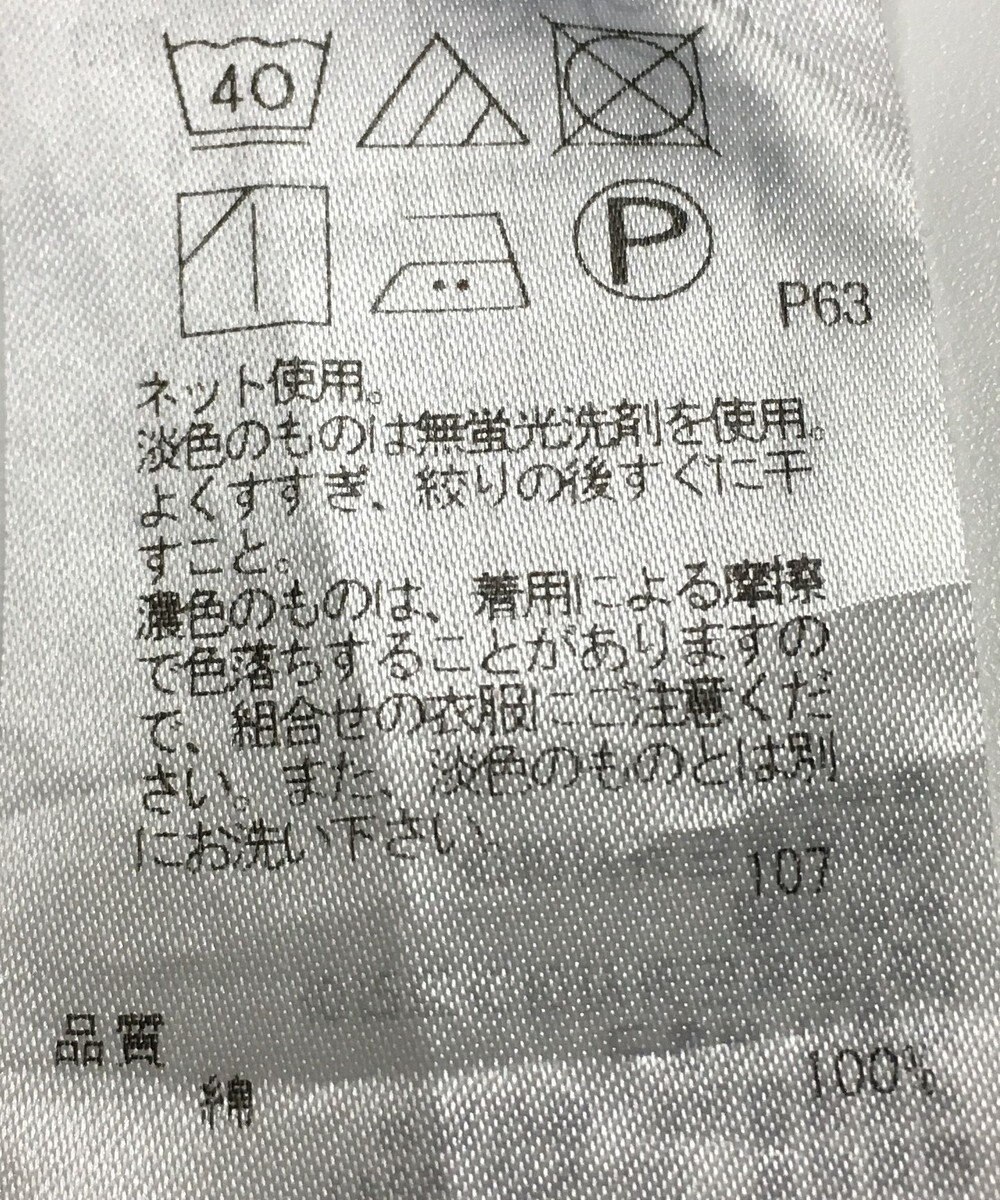 40
P
P63
ネット使用。
淡色のものは無蛍光洗剤を使用。
よくすすぎ、絞りの後すぐに干
すこと。
濃色のものは、着用による摩擦
で色落ちすることがありますの
で、組合せの衣服にご注意くだ
さい。また、淡色のものとは別
にお洗い下さい。
107
品質
綿 100%